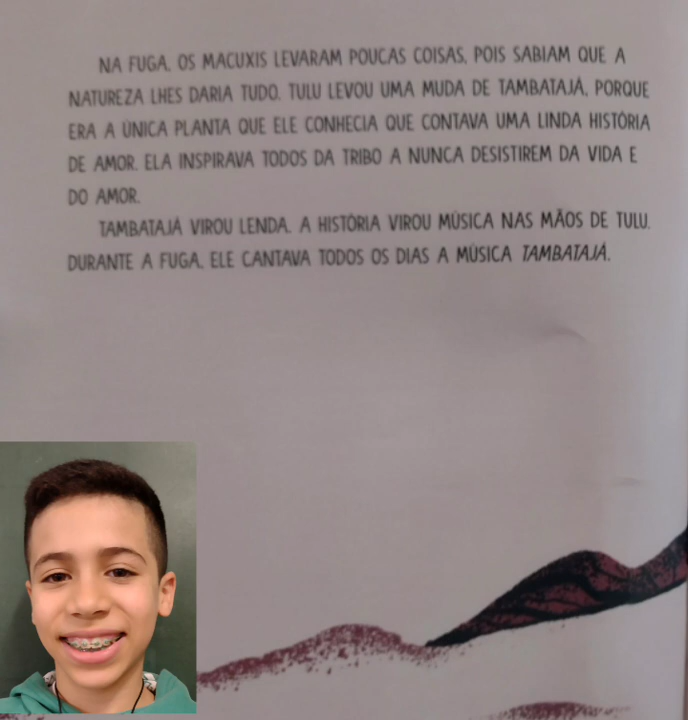 NA FUGA, OS MACUXIS LEVARAM POUCAS COISAS, POIS SABIAM QUE A
NATUREZA LHES DARIA TUDO. TULU LEVOU UMA MUDA DE TAMBATAJÁ, PORQUE
ERA A ÚNICA PLANTA QUE ELE CONHECIA QUE CONTAVA UMA LINDA HISTÓRIA
DE AMOR. ELA INSPIRAVA TODOS DA TRIBO A NUNCA DESISTIREM DA VIDA E
DO AMOR.
TAMBATAJÁ VIROU LENDA. A HISTÓRIA VIROU MÚSICA NAS MÃOS DE TULU.
DURANTE A FUGA, ELE CANTAVA TODOS OS DIAS A MÚSICA TAMBATAJÁ.